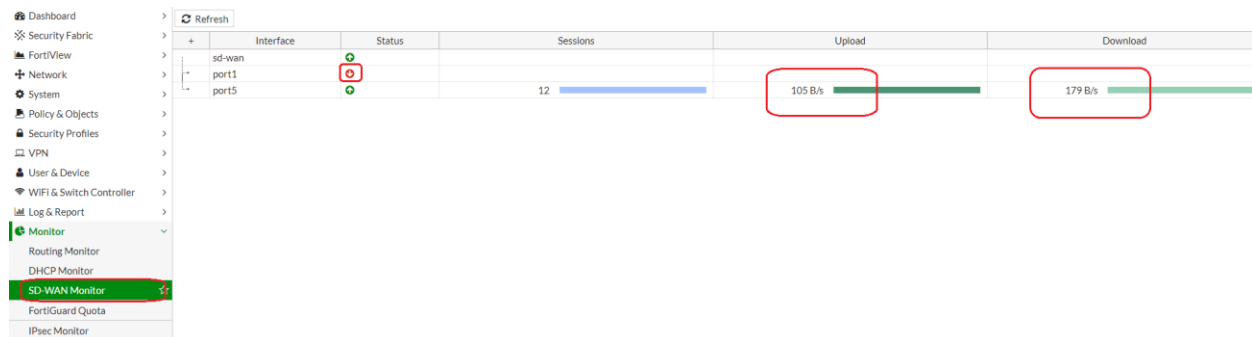 Dashboard
Security Fabric
FortiView
Network
System
Policy & Objects
Security Profiles
VPN
User & Device
WiFi & Switch Controller
Log & Report
Monitor
Routing Monitor
DHCP Monitor
SD-WAN Monitor
FortiGuard Quota
IPsec Monitor
Refresh
+ Interface Status Sessions Upload Download
sd-wan
port1
port5 12 105 B/s 179 B/s